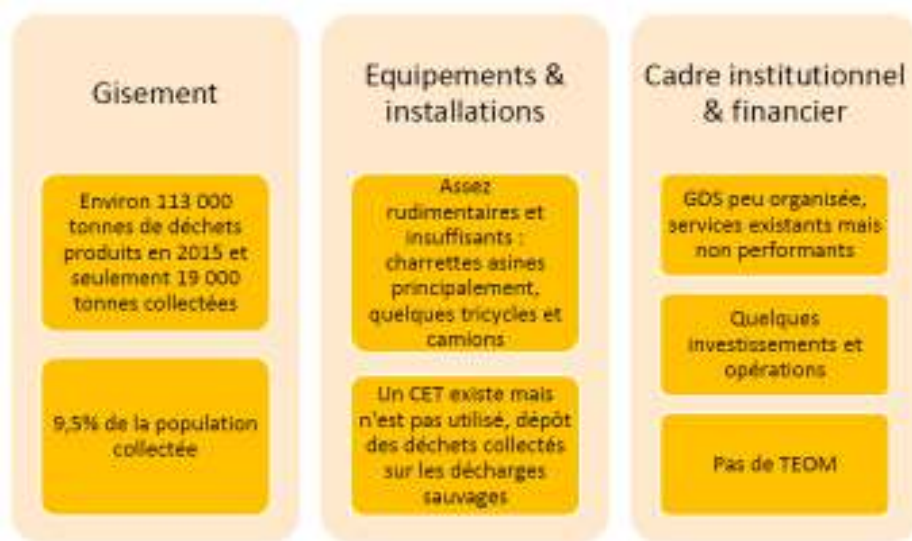 Gisement
Environ 113 000
tonnes de déchets
produits en 2015 et
seulement 19 000
tonnes collectées
9,5% de la population
collectée
Equipements &
installations
Assez
rudimentaires et
insuffisants :
charrettes asines
principalement,
quelques tricycles et
camions
Un CET existe mais
n'est pas utilisé, dépôt
des déchets collectés
sur les décharges
sauvages
Cadre institutionnel
& financier
GDS peu organisée,
services existants mais
non performants
Quelques
investissements et
opérations
Pas de TEOM